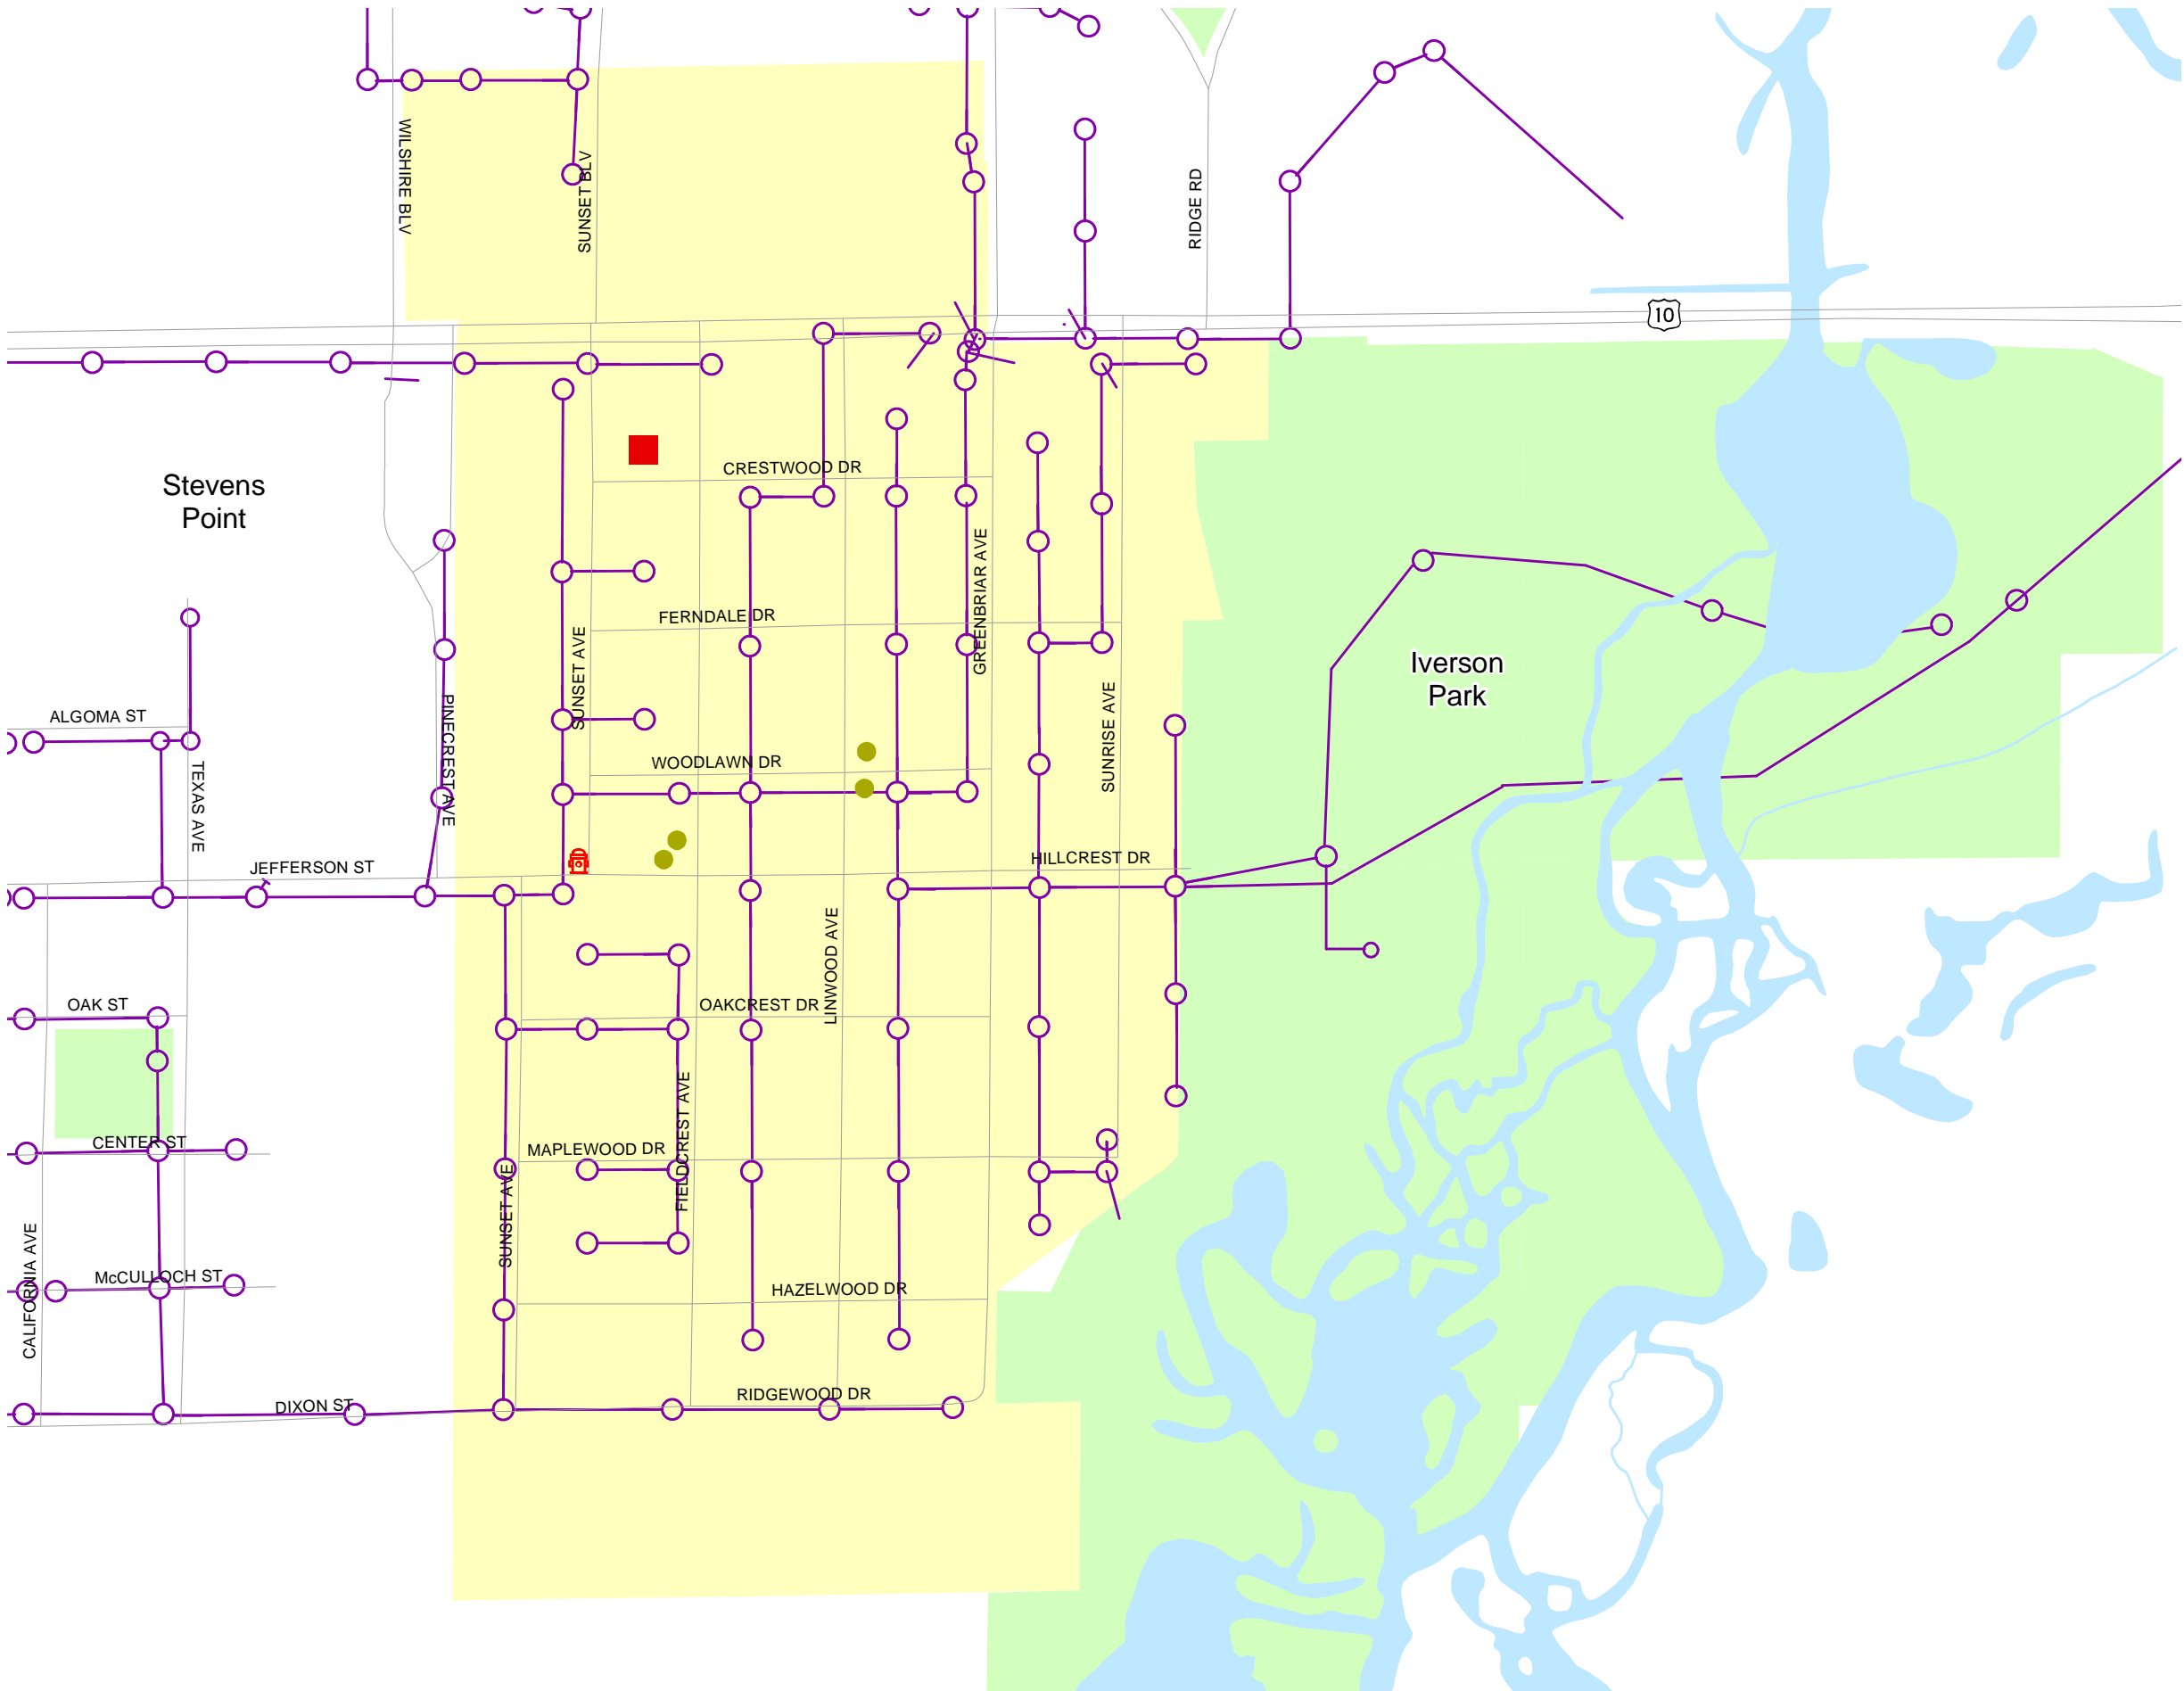 WILSHIRE BLV
SUNSET BLV
RIDGE RD
10
Stevens
Point
CRESTWOOD DR
GREENBRIAR AVE
FERNDALE DR
SUNSET AVE
Iverson
Park
SUNRISE AVE
ALGOMA ST
PINECREST AVE
TEXAS AVE
WOODLAWN DR
JEFFERSON ST
HILLCREST DR
LINWOOD AVE
OAK ST
OAKCREST DR
FIELDCREST AVE
CENTER ST
MAPLEWOOD DR
SUNSET AVE
CALIFORNIA AVE
McCULLOCH ST
HAZELWOOD DR
DIXON ST
RIDGEWOOD DR